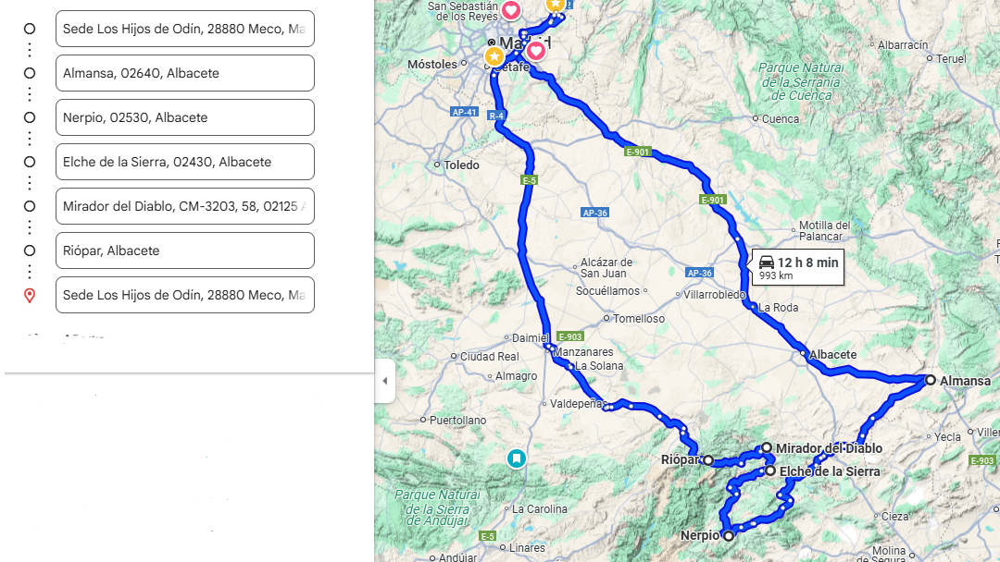 Sede Los Hijos de Odín, 28880 Meco, Ma
Almansa, 02640, Albacete
Nerpio, 02530, Albacete
Elche de la Sierra, 02430, Albacete
Mirador del Diablo, CM-3203, 58, 02125 A
Riópar, Albacete
Sede Los Hijos de Odín, 28880 Meco, Ma
San Sebastián
de los Reyes
Madrid
Móstoles
Getafe
Albarracín
Teruel
Parque Natural
de la Serranía
de Cuenca
AP-41
R-4
Cuenca
E-901
Toledo
E-5
E-901
AP-36
Motilla del
Palancar
12 h 8 min
993 km
Alcázar de
San Juan
AP-36
Socuéllamos
Villarrobledo
La Roda
Tomelloso
Daimiel
E-903
Manzanares
Ciudad Real
La Solana
Albacete
Almagro
Almansa
Valdepeñas
Puertollano
Yecla
Riópar
Mirador del Diablo
E-903
Elche de la Sierra
Parque Natural
de la Sierra
de Andújar
La Carolina
Cieza
Nerpio
E-5
Linares
Andújar
Molina
de Segura